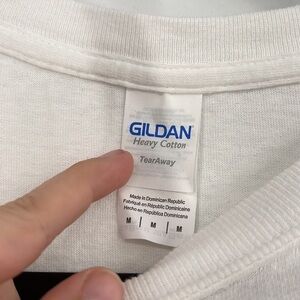 GILDAN
Heavy Cotton
TearAway
Made in Dominican Republic
Fabriqué en République Dominicaine
Hecho en República Dominicana
M | M | M